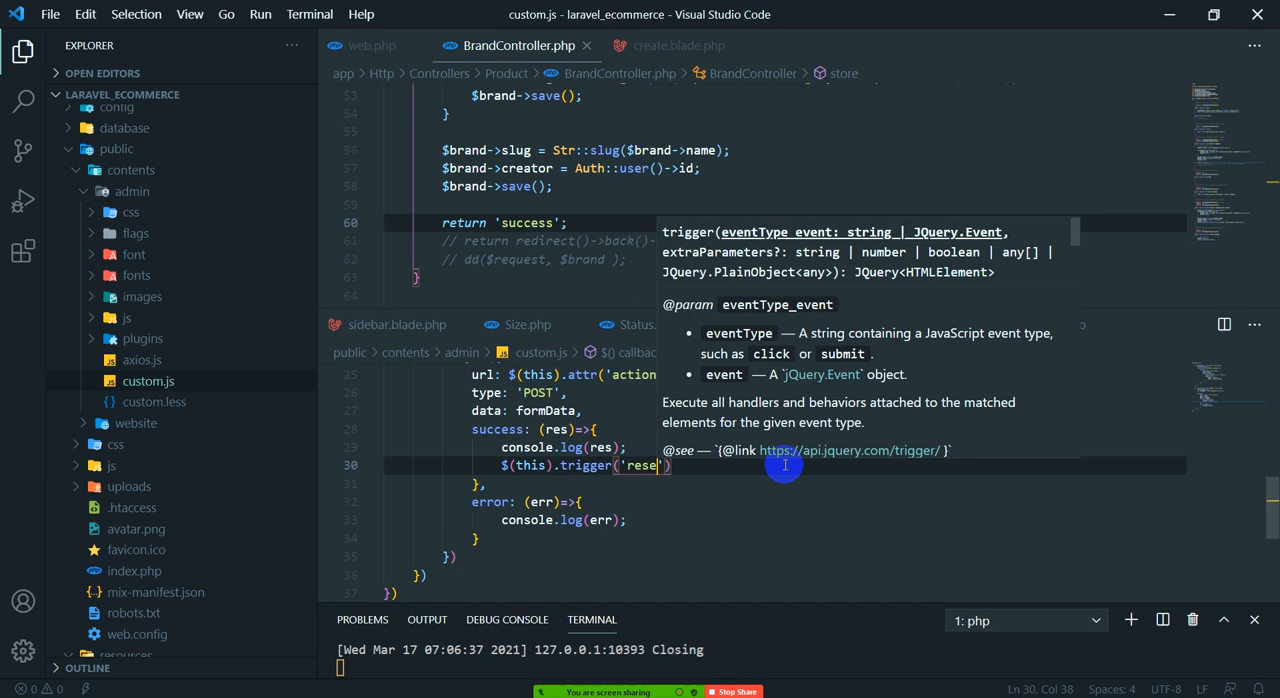 File Edit Selection View Go Run Terminal Help
custom.js - laravel_ecommerce - Visual Studio Code
EXPLORER
OPEN EDITORS
LARAVEL_ECOMMERCE
config
database
public
contents
admin
css
flags
font
fonts
images
js
plugins
axios.js
custom.js
custom.less
website
css
js
uploads
.htaccess
avatar.png
favicon.ico
index.php
mix-manifest.json
robots.txt
web.config
resources
OUTLINE
web.php BrandController.php create.blade.php
app > Http > Controllers > Product > BrandController.php > BrandController > store
53 $brand->save();
54 }
55
56 $brand->slug = Str::slug($brand->name);
57 $brand->creator = Auth::user()->id;
58 $brand->save();
59
60 return 'success';
61 // return redirect()->back()-
62 // dd($request, $brand );
63 }
64
trigger(eventType_event: string | JQuery.Event,
extraParameters?: string | number | boolean | any[] |
JQuery.PlainObject<any>): JQuery<HTMLElement>
@param eventType_event
• eventType — A string containing a JavaScript event type,
such as click or submit .
• event — A `jQuery.Event` object.
Execute all handlers and behaviors attached to the matched
elements for the given event type.
@see — `{@link https://api.jquery.com/trigger/ }`
sidebar.blade.php Size.php Status.
public > contents > admin > custom.js > $() callbac
25 url: $(this).attr('action
26 type: 'POST',
27 data: formData,
28 success: (res)=>{
29 console.log(res);
30 $(this).trigger('rese')
31 },
32 error: (err)=>{
33 console.log(err);
34 }
35 })
36 })
37 })
PROBLEMS OUTPUT DEBUG CONSOLE TERMINAL
1: php
[Wed Mar 17 07:06:37 2021] 127.0.0.1:10393 Closing
0 0
You are screen sharing Stop Share
Ln 30, Col 38 Spaces: 4 UTF-8 LF